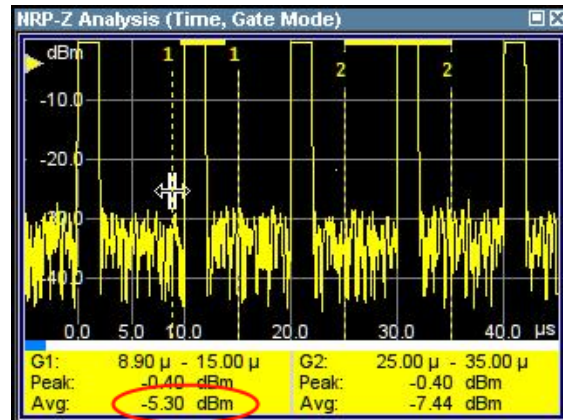 NRP-Z Analysis (Time, Gate Mode)
dBm
1 1
2 2
-10.0
-20.0
-30.0
-40.0
0.0 5.0 10.0 20.0 30.0 40.0 µs
G1: 8.90 µ - 15.00 µ G2: 25.00 µ - 35.00 µ
Peak: -0.40 dBm Peak: -0.40 dBm
Avg: -5.30 dBm Avg: -7.44 dBm